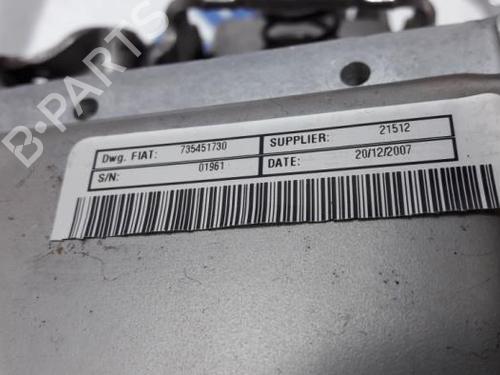 Dwg. FIAT: 735451730 SUPPLIER: 21512
S/N: 01961 DATE: 20/12/2007
B-PARTS